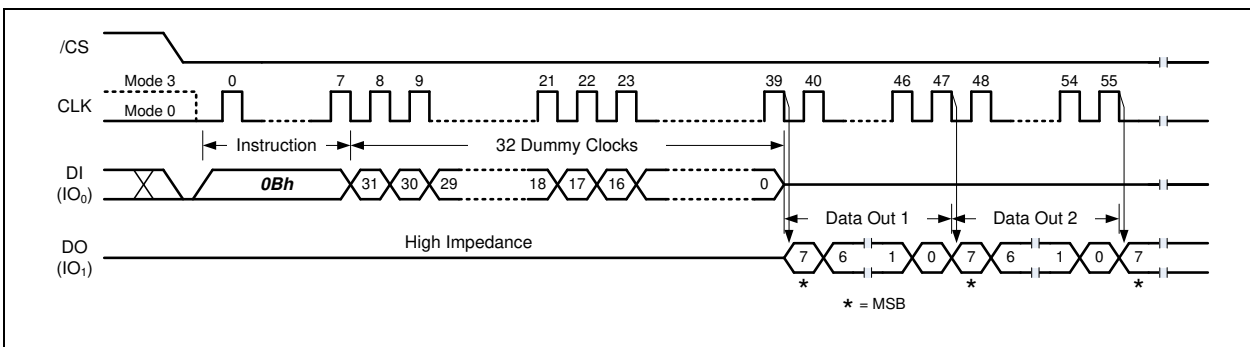 /CS
Mode 3 0 7 8 9 21 22 23 39 40 46 47 48 54 55
CLK Mode 0
Instruction 32 Dummy Clocks
DI
(IO0) 0Bh 31 30 29 18 17 16 0
Data Out 1 Data Out 2
DO High Impedance
(IO1) 7 6 1 0 7 6 1 0 7
* * *
* = MSB